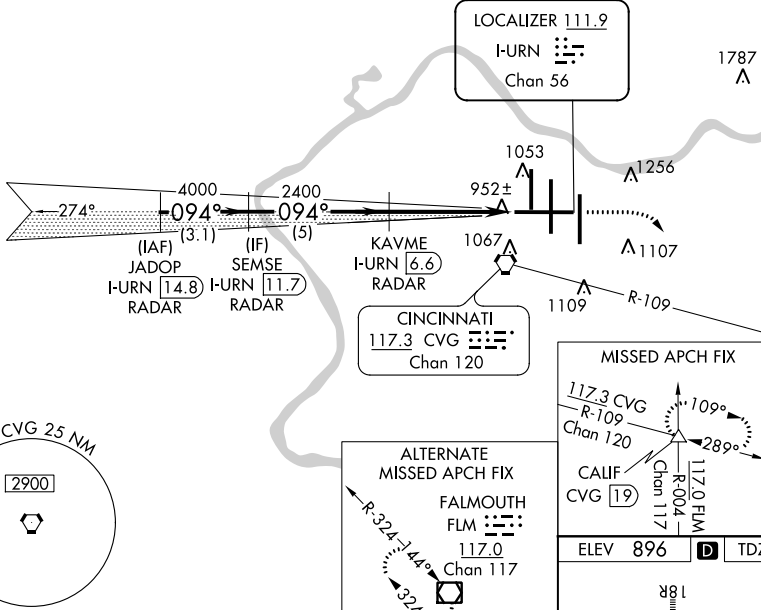 LOCALIZER 111.9
I-URN
Chan 56
1787
1053
1256
952±
4000
2400
274°
094°
094°
(3.1)
(5)
(IAF)
JADOP
I-URN 14.8
RADAR
(IF)
SEMSE
I-URN 11.7
RADAR
KAVME
I-URN 6.6
RADAR
1067
1107
1109
R-109
CINCINNATI
117.3 CVG
Chan 120
MISSED APCH FIX
117.3 CVG
R-109
Chan 120
109°
289°
CALIF
CVG 19
117.0 FLM
R-004
Chan 117
CVG 25 NM
2900
ALTERNATE
MISSED APCH FIX
FALMOUTH
FLM
117.0
Chan 117
R-324
144°
324
ELEV 896 D TDZ
18R